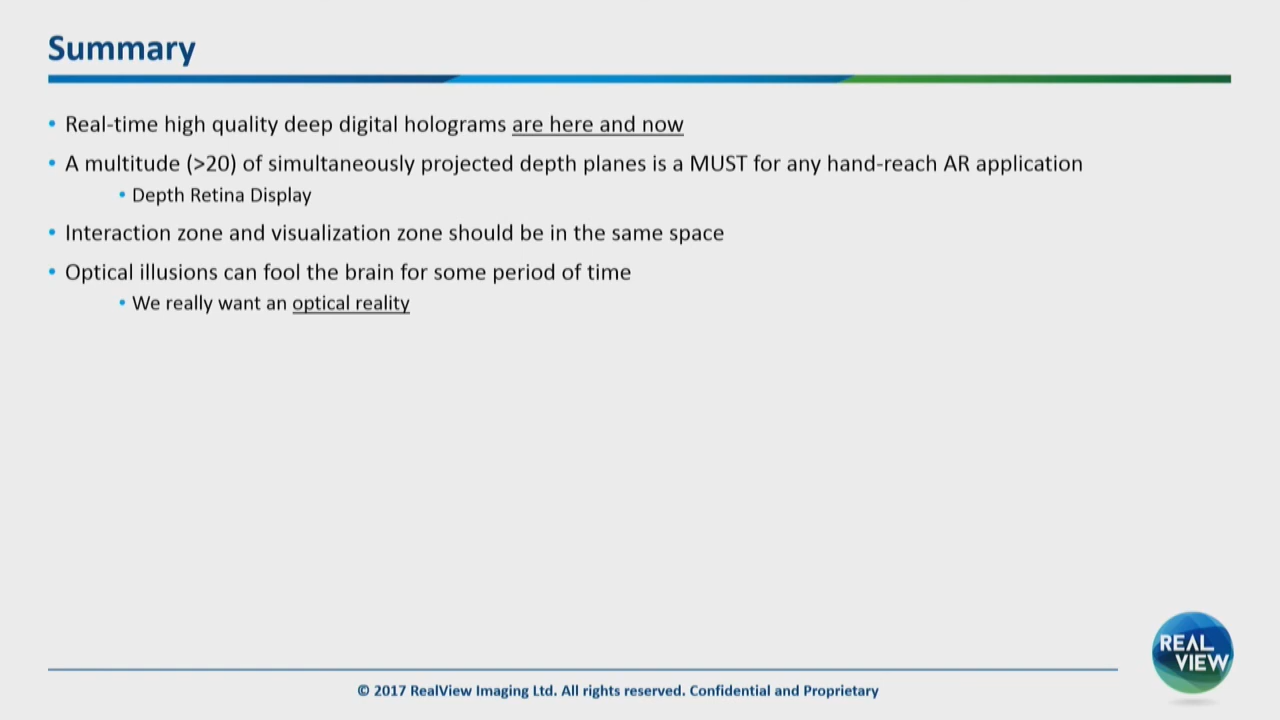 Summary
• Real-time high quality deep digital holograms are here and now
• A multitude (>20) of simultaneously projected depth planes is a MUST for any hand-reach AR application
• Depth Retina Display
• Interaction zone and visualization zone should be in the same space
• Optical illusions can fool the brain for some period of time
• We really want an optical reality
REAL
VIEW
© 2017 RealView Imaging Ltd. All rights reserved. Confidential and Proprietary